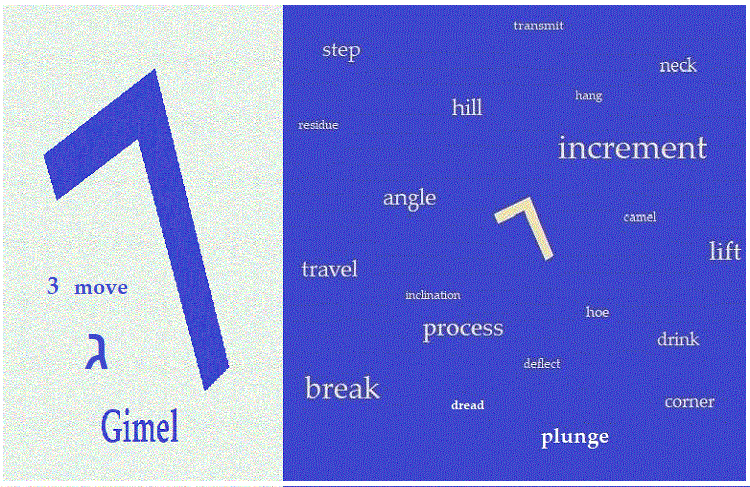 3 move
ג
Gimel
transmit
step
neck
hang
hill
residue
increment
angle
camel
lift
travel
inclination
hoe
process
drink
deflect
break
dread
corner
plunge